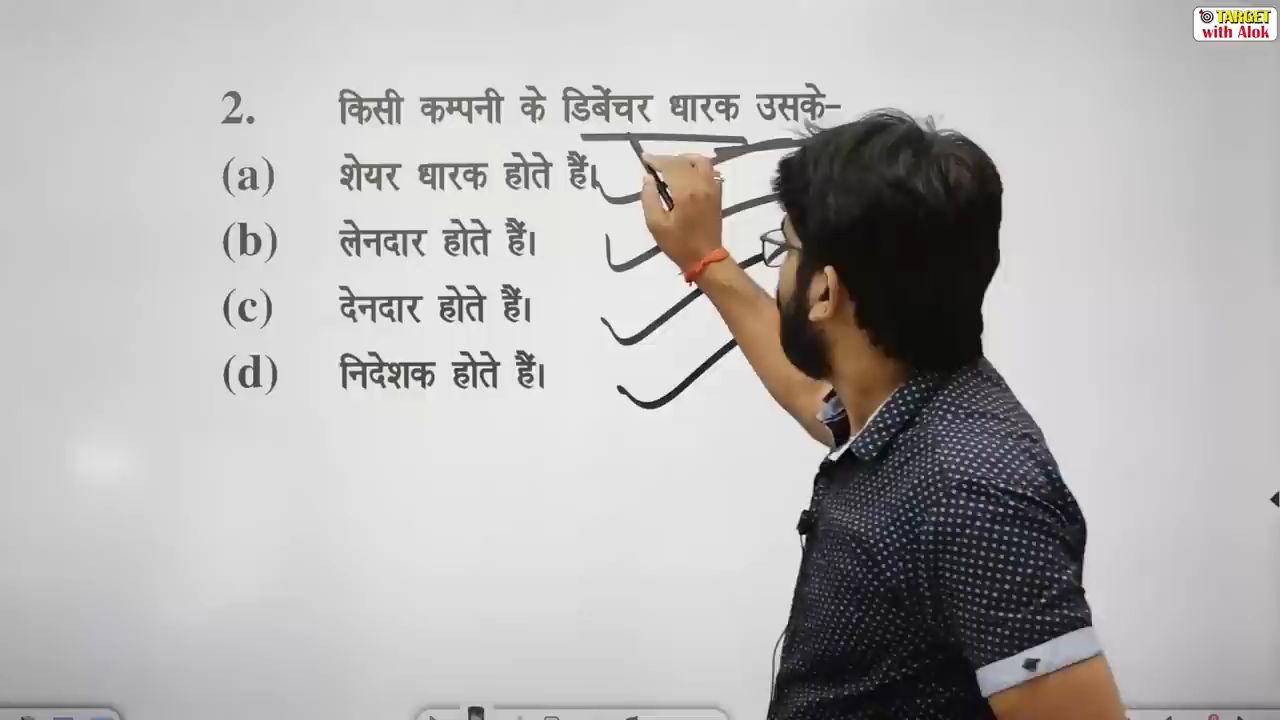 TARGET
with Alok
2. किसी कम्पनी के डिबेंचर धारक उसके–
(a) शेयर धारक होते हैं।
(b) लेनदार होते हैं।
(c) देनदार होते हैं।
(d) निदेशक होते हैं।